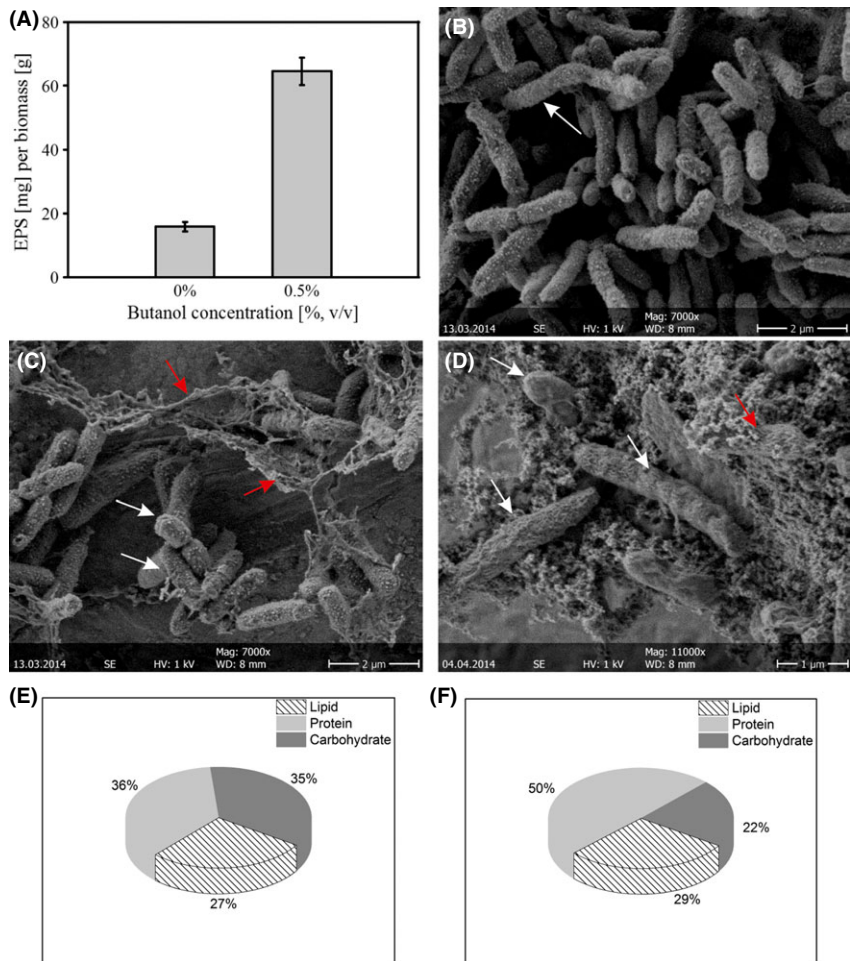 (A)
80
60
40
20
0
EPS [mg] per biomass [g]
0% 0.5%
Butanol concentration [%, v/v]
(B)
Mag: 7000x
13.03.2014 SE HV: 1 kV WD: 8 mm 2 µm
(C)
Mag: 7000x
13.03.2014 SE HV: 1 kV WD: 8 mm 2 µm
(D)
Mag: 11000x
04.04.2014 SE HV: 1 kV WD: 8 mm 1 µm
(E)
Lipid
Protein
Carbohydrate
36%
35%
27%
(F)
Lipid
Protein
Carbohydrate
50%
22%
29%